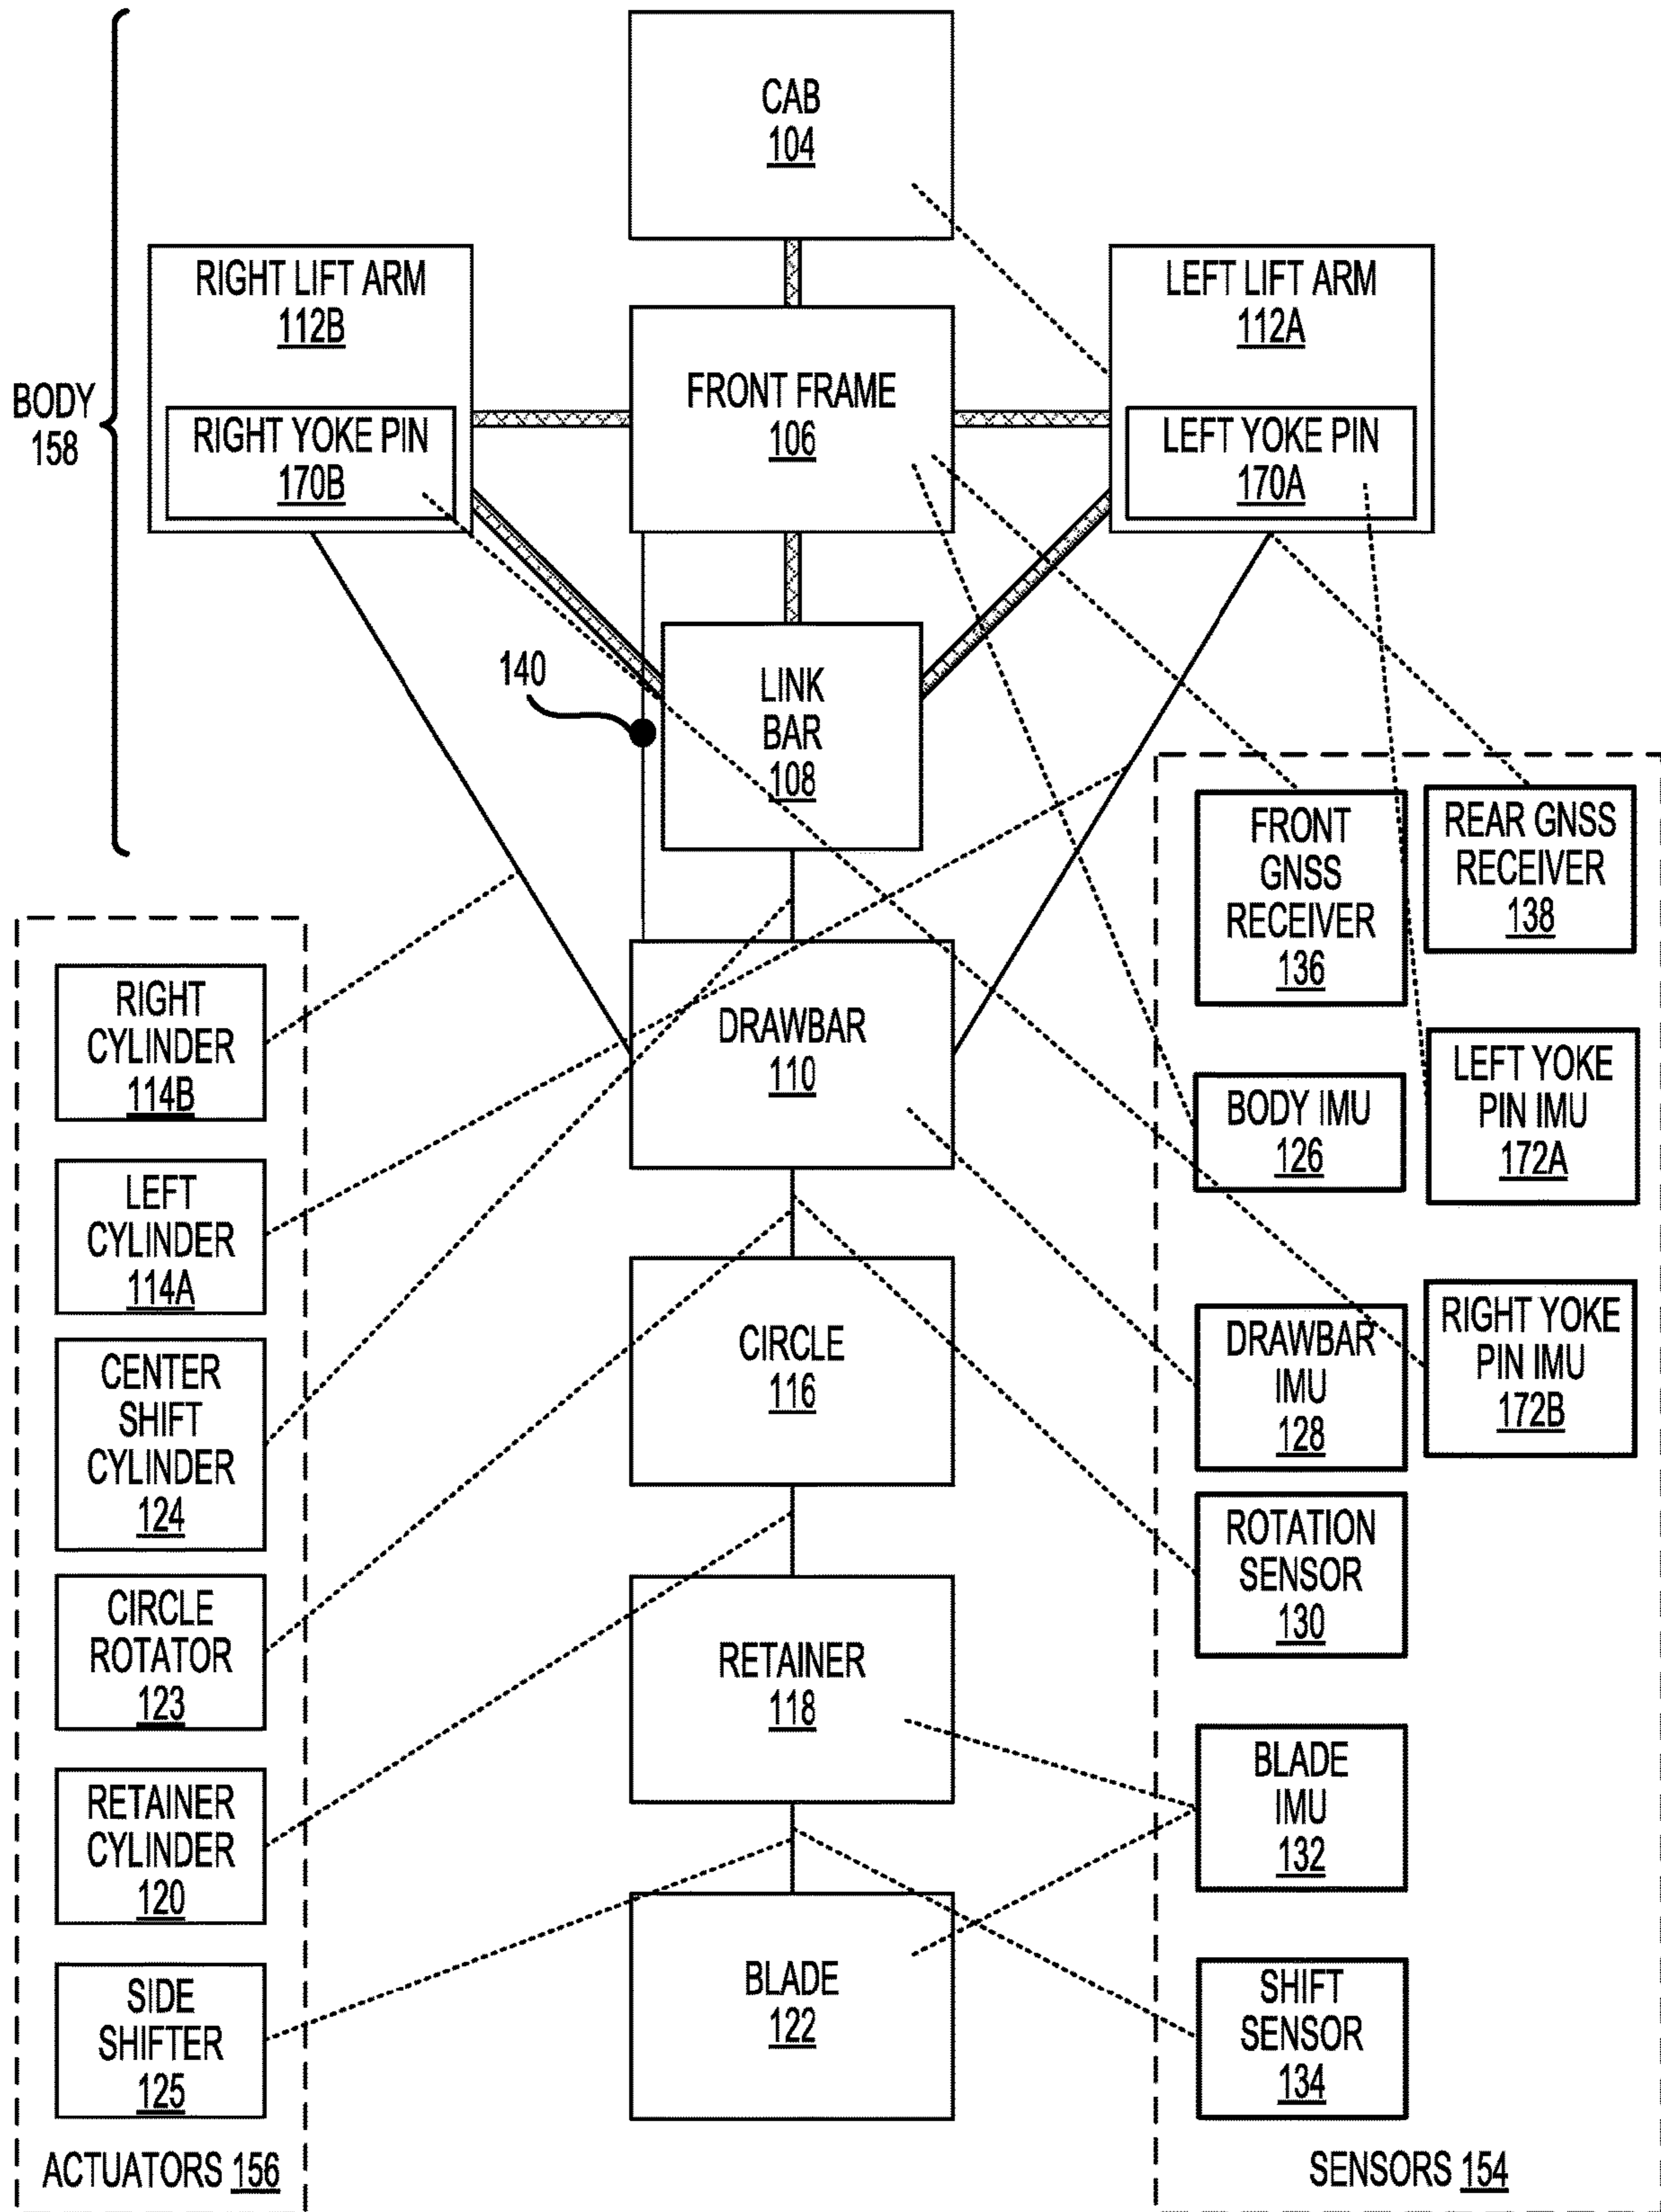 CAB
104
RIGHT LIFT ARM
112B
RIGHT YOKE PIN
170B
FRONT FRAME
106
LEFT LIFT ARM
112A
LEFT YOKE PIN
170A
BODY
158
140
LINK
BAR
108
DRAWBAR
110
CIRCLE
116
RETAINER
118
BLADE
122
RIGHT
CYLINDER
114B
LEFT
CYLINDER
114A
CENTER
SHIFT
CYLINDER
124
CIRCLE
ROTATOR
123
RETAINER
CYLINDER
120
SIDE
SHIFTER
125
ACTUATORS 156
FRONT
GNSS
RECEIVER
136
REAR GNSS
RECEIVER
138
BODY IMU
126
LEFT YOKE
PIN IMU
172A
DRAWBAR
IMU
128
RIGHT YOKE
PIN IMU
172B
ROTATION
SENSOR
130
BLADE
IMU
132
SHIFT
SENSOR
134
SENSORS 154